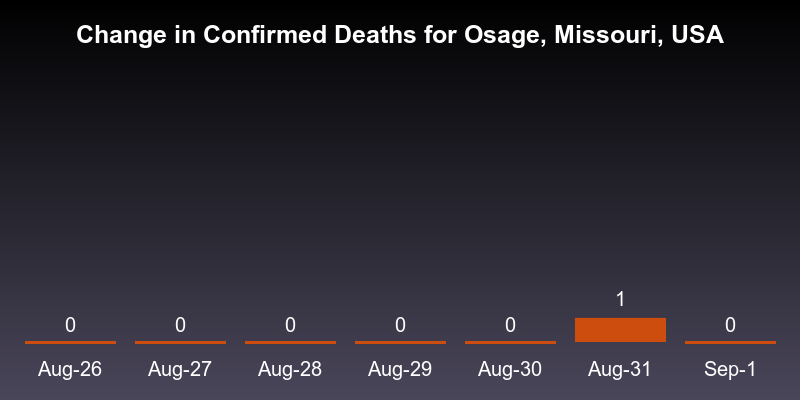 Change in Confirmed Deaths for Osage, Missouri, USA
0 0 0 0 0 1 0
Aug-26 Aug-27 Aug-28 Aug-29 Aug-30 Aug-31 Sep-1